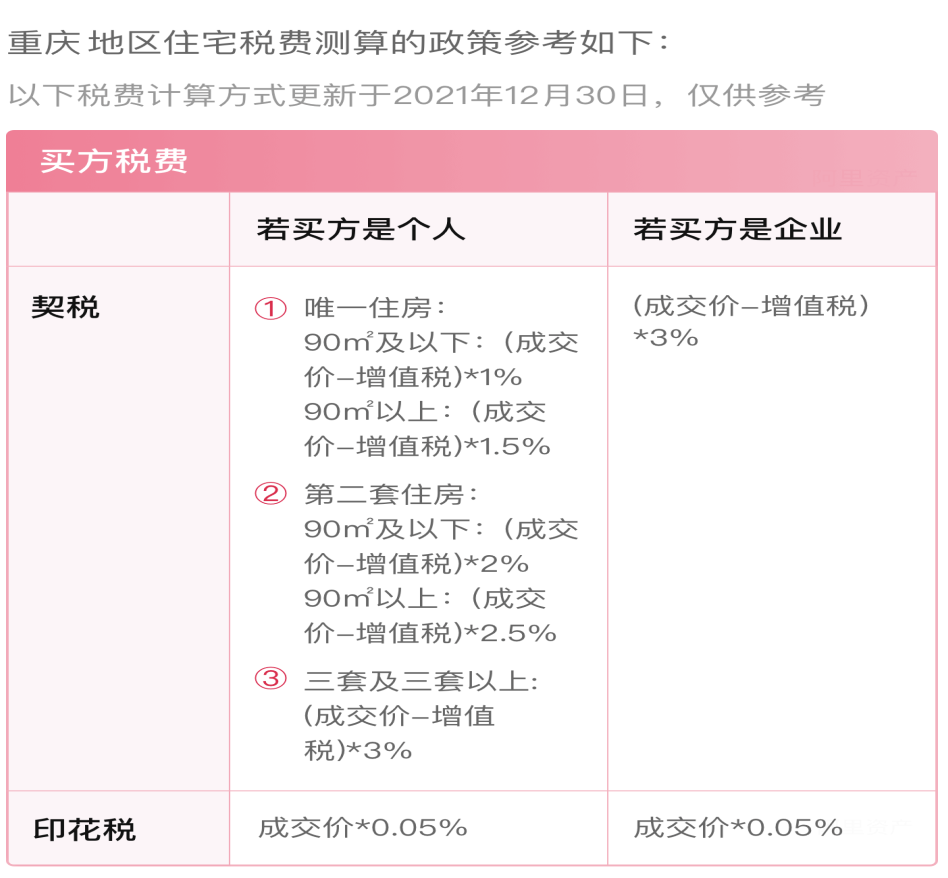 重庆 地区住宅税费测算的政策参考如下：
以下税费计算方式更新于2021年12月30日，仅供参考
买方税费
若买方是个人
若买方是企业
契税
① 唯一住房：
90㎡及以下：(成交
价-增值税)*1%
90㎡以上：(成交
价-增值税)*1.5%
② 第二套住房：
90㎡及以下：(成交
价-增值税)*2%
90㎡以上：(成交
价-增值税)*2.5%
③ 三套及三套以上:
(成交价-增值
税)*3%
(成交价-增值税)
*3%
印花税
成交价*0.05%
成交价*0.05%